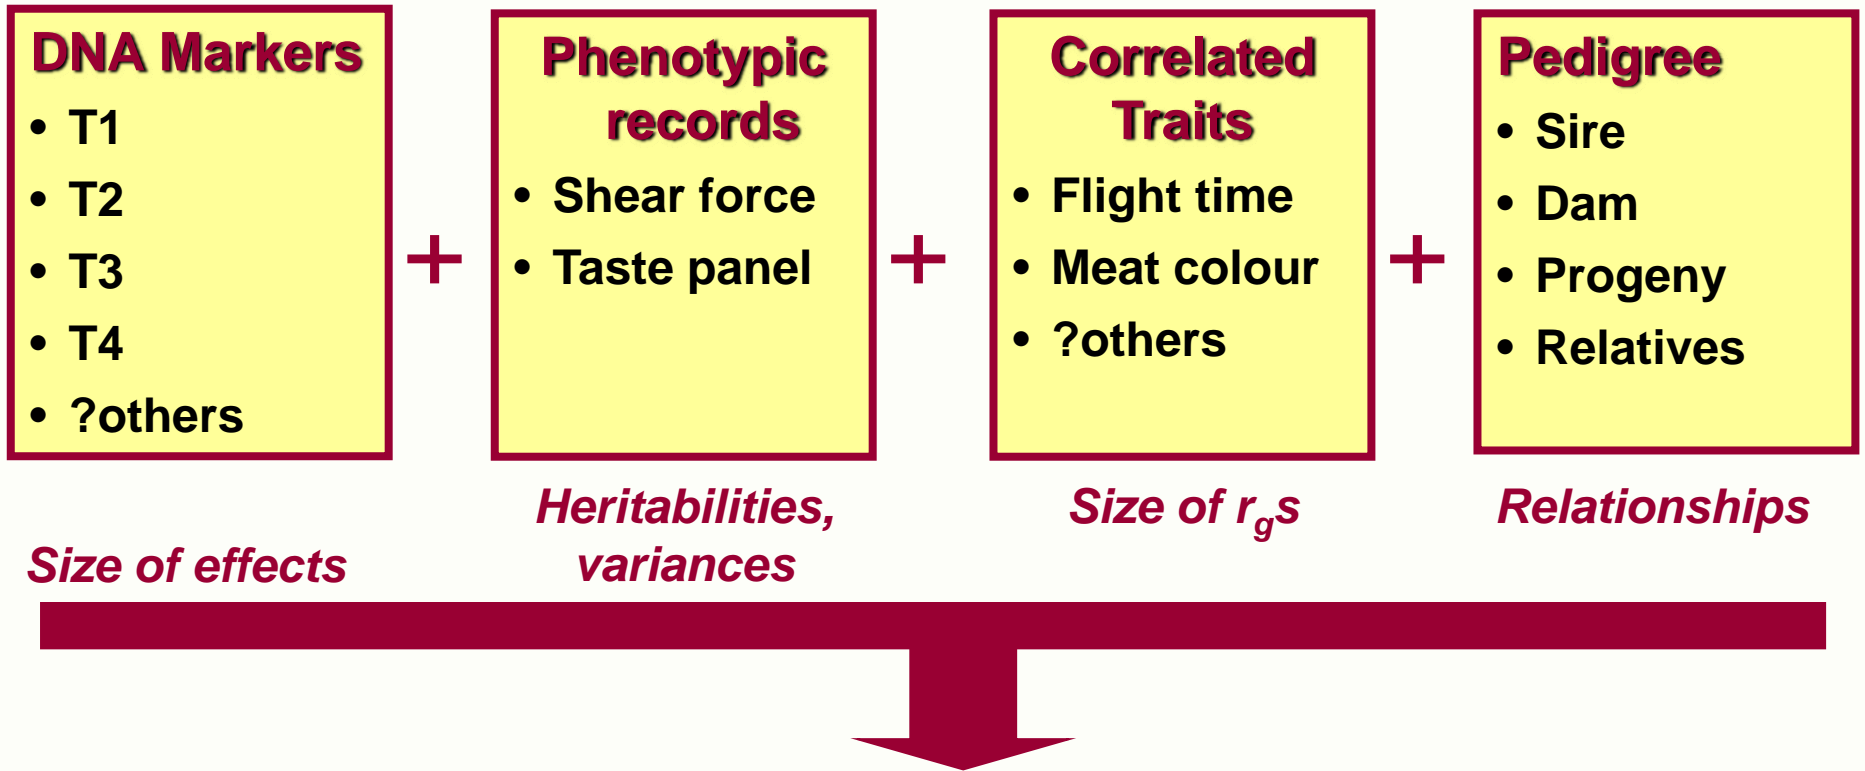 DNA Markers
• T1
• T2
• T3
• T4
• ?others
+
Phenotypic
records
• Shear force
• Taste panel
+
Correlated
Traits
• Flight time
• Meat colour
• ?others
+
Pedigree
• Sire
• Dam
• Progeny
• Relatives
Size of effects
Heritabilities,
variances
Size of rgs
Relationships